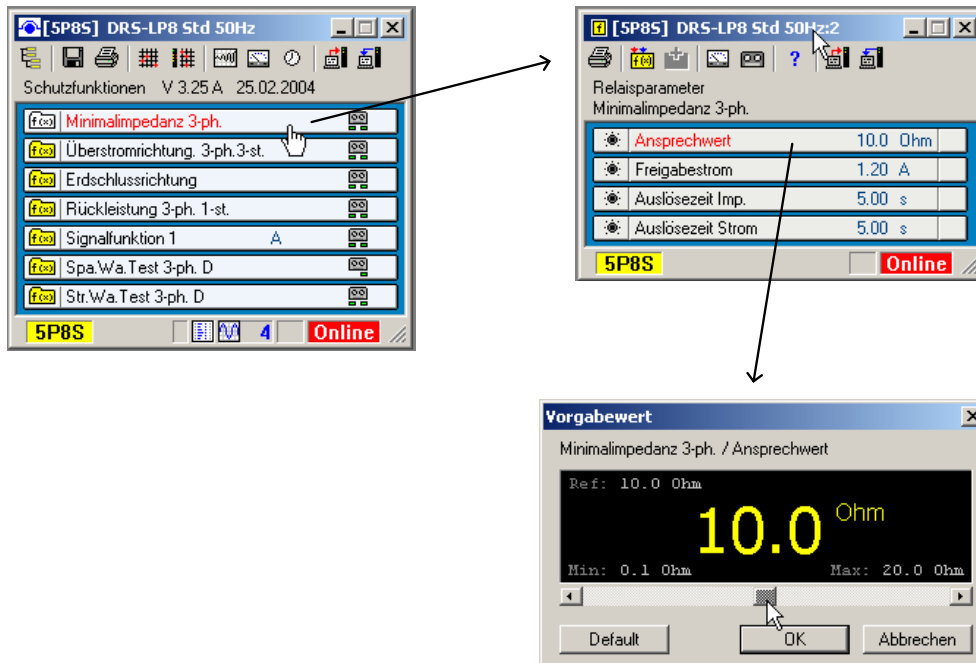 [5P8S] DRS-LP8 Std 50Hz
Schutzfunktionen V 3.25 A 25.02.2004
f(x) Minimalimpedanz 3-ph.
f(x) Überstromrichtung. 3-ph.3-st.
f(x) Erdschlussrichtung
f(x) Rückleistung 3-ph. 1-st.
f(x) Signalfunktion 1 A
f(x) Spa.Wa.Test 3-ph. D
f(x) Str.Wa.Test 3-ph. D
5P8S 4 Online
f [5P8S] DRS-LP8 Std 50Hz:2
f(x) ?
Relaisparameter
Minimalimpedanz 3-ph.
Ansprechwert 10.0 Ohm
Freigabestrom 1.20 A
Auslösezeit Imp. 5.00 s
Auslösezeit Strom 5.00 s
5P8S Online
Vorgabewert
Minimalimpedanz 3-ph. / Ansprechwert
Ref: 10.0 Ohm
10.0 Ohm
Min: 0.1 Ohm Max: 20.0 Ohm
Default OK Abbrechen